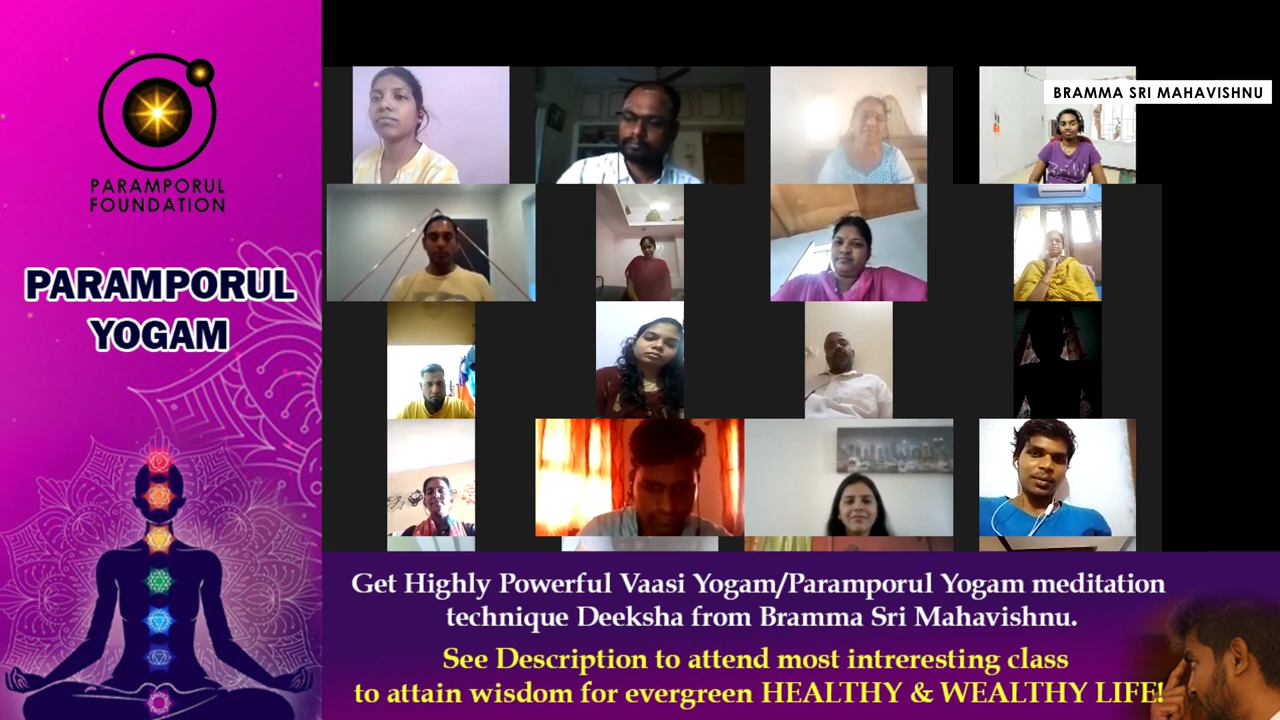 PARAMPORUL
FOUNDATION
PARAMPORUL
YOGAM
BRAMMA SRI MAHAVISHNU
Get Highly Powerful Vaasi Yogam/Paramporul Yogam meditation
technique Deeksha from Bramma Sri Mahavishnu.
See Description to attend most intreresting class
to attain wisdom for evergreen HEALTHY & WEALTHY LIFE!